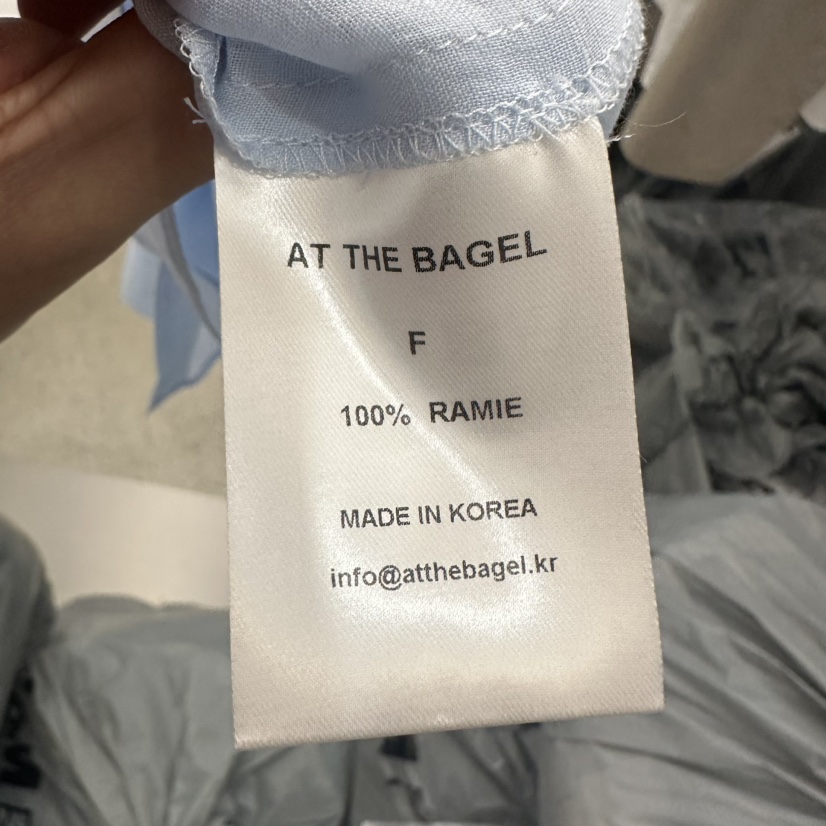 AT THE BAGEL
F
100% RAMIE
MADE IN KOREA
info@atthebagel.kr